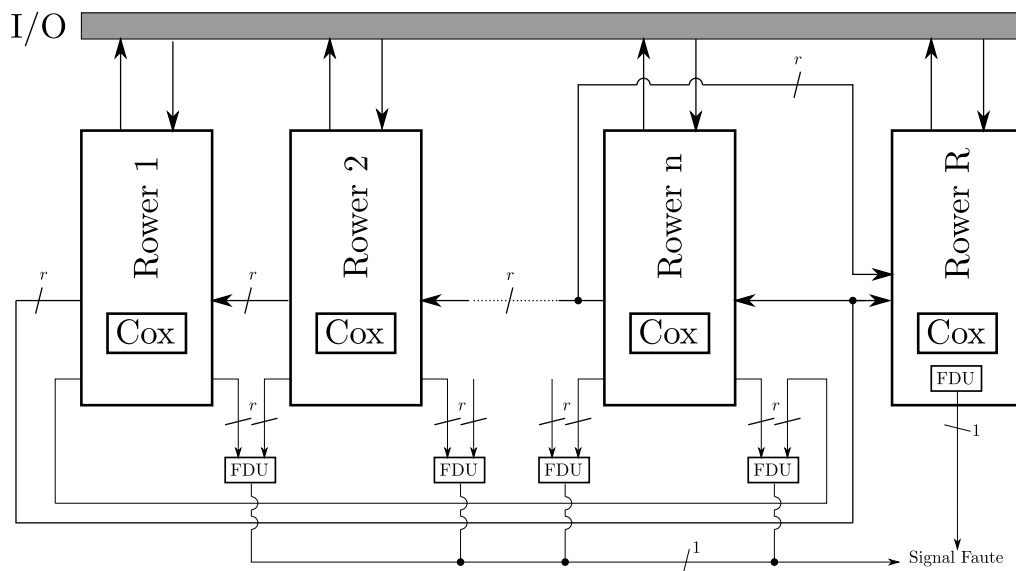 I/O
r
Rower 1
Rower 2
Rower n
Rower R
r
r
r
Cox
Cox
Cox
Cox
FDU
r
r
r
r
1
FDU
FDU
FDU
FDU
1
Signal Faute